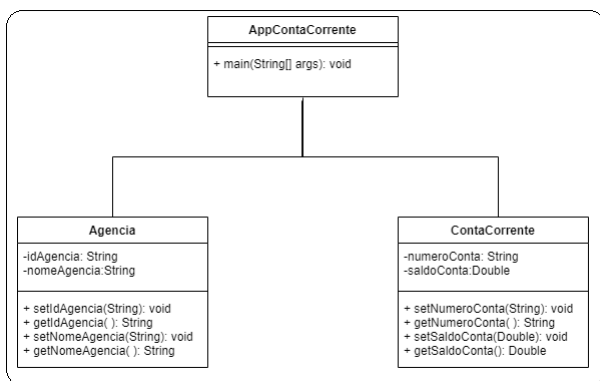 AppContaCorrente
+ main(String[] args): void
Agencia
-idAgencia: String
-nomeAgencia:String
+ setIdAgencia(String): void
+ getIdAgencia( ): String
+ setNomeAgencia(String): void
+ getNomeAgencia( ): String
ContaCorrente
-numeroConta: String
-saldoConta:Double
+ setNumeroConta(String): void
+ getNumeroConta( ): String
+ setSaldoConta(Double): void
+ getSaldoConta(): Double